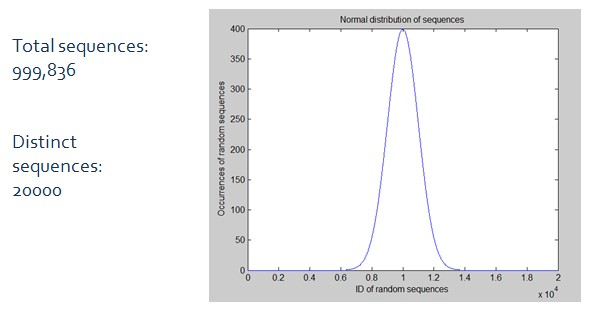 Total sequences:
999,836
Distinct
sequences:
20000
Normal distribution of sequences
Occurrences of random sequences
400
350
300
250
200
150
100
50
0
0 0.2 0.4 0.6 0.8 1 1.2 1.4 1.6 1.8 2
ID of random sequences
x 10^4